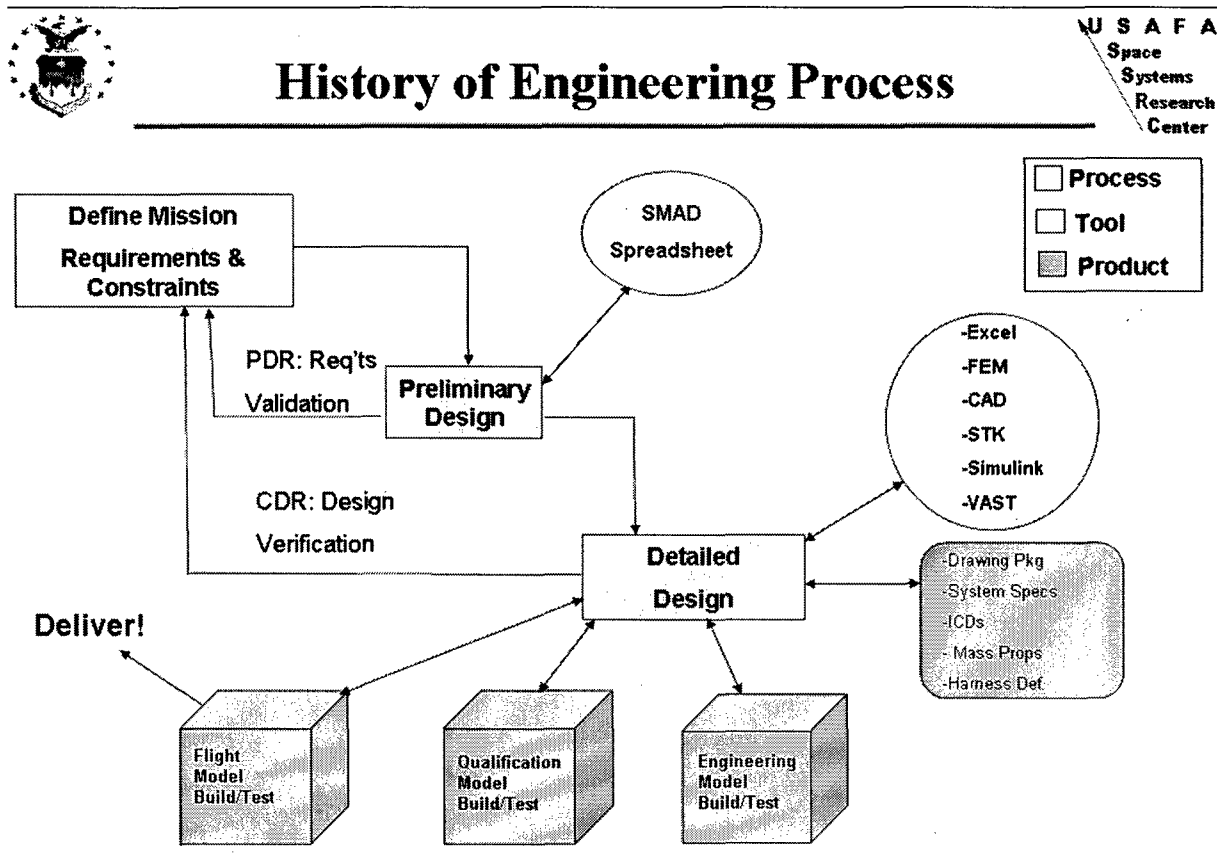 U S A F A
Space
Systems
Research
Center
History of Engineering Process
Process
Tool
Product
Define Mission
Requirements &
Constraints
SMAD
Spreadsheet
PDR: Req'ts
Validation
Preliminary
Design
-Excel
-FEM
-CAD
-STK
-Simulink
-VAST
CDR: Design
Verification
Detailed
Design
-Drawing Pkg
-System Specs
-ICDs
- Mass Props
-Harness Def.
Deliver!
Flight
Model
Build/Test
Qualification
Model
Build/Test
Engineering
Model
Build/Test